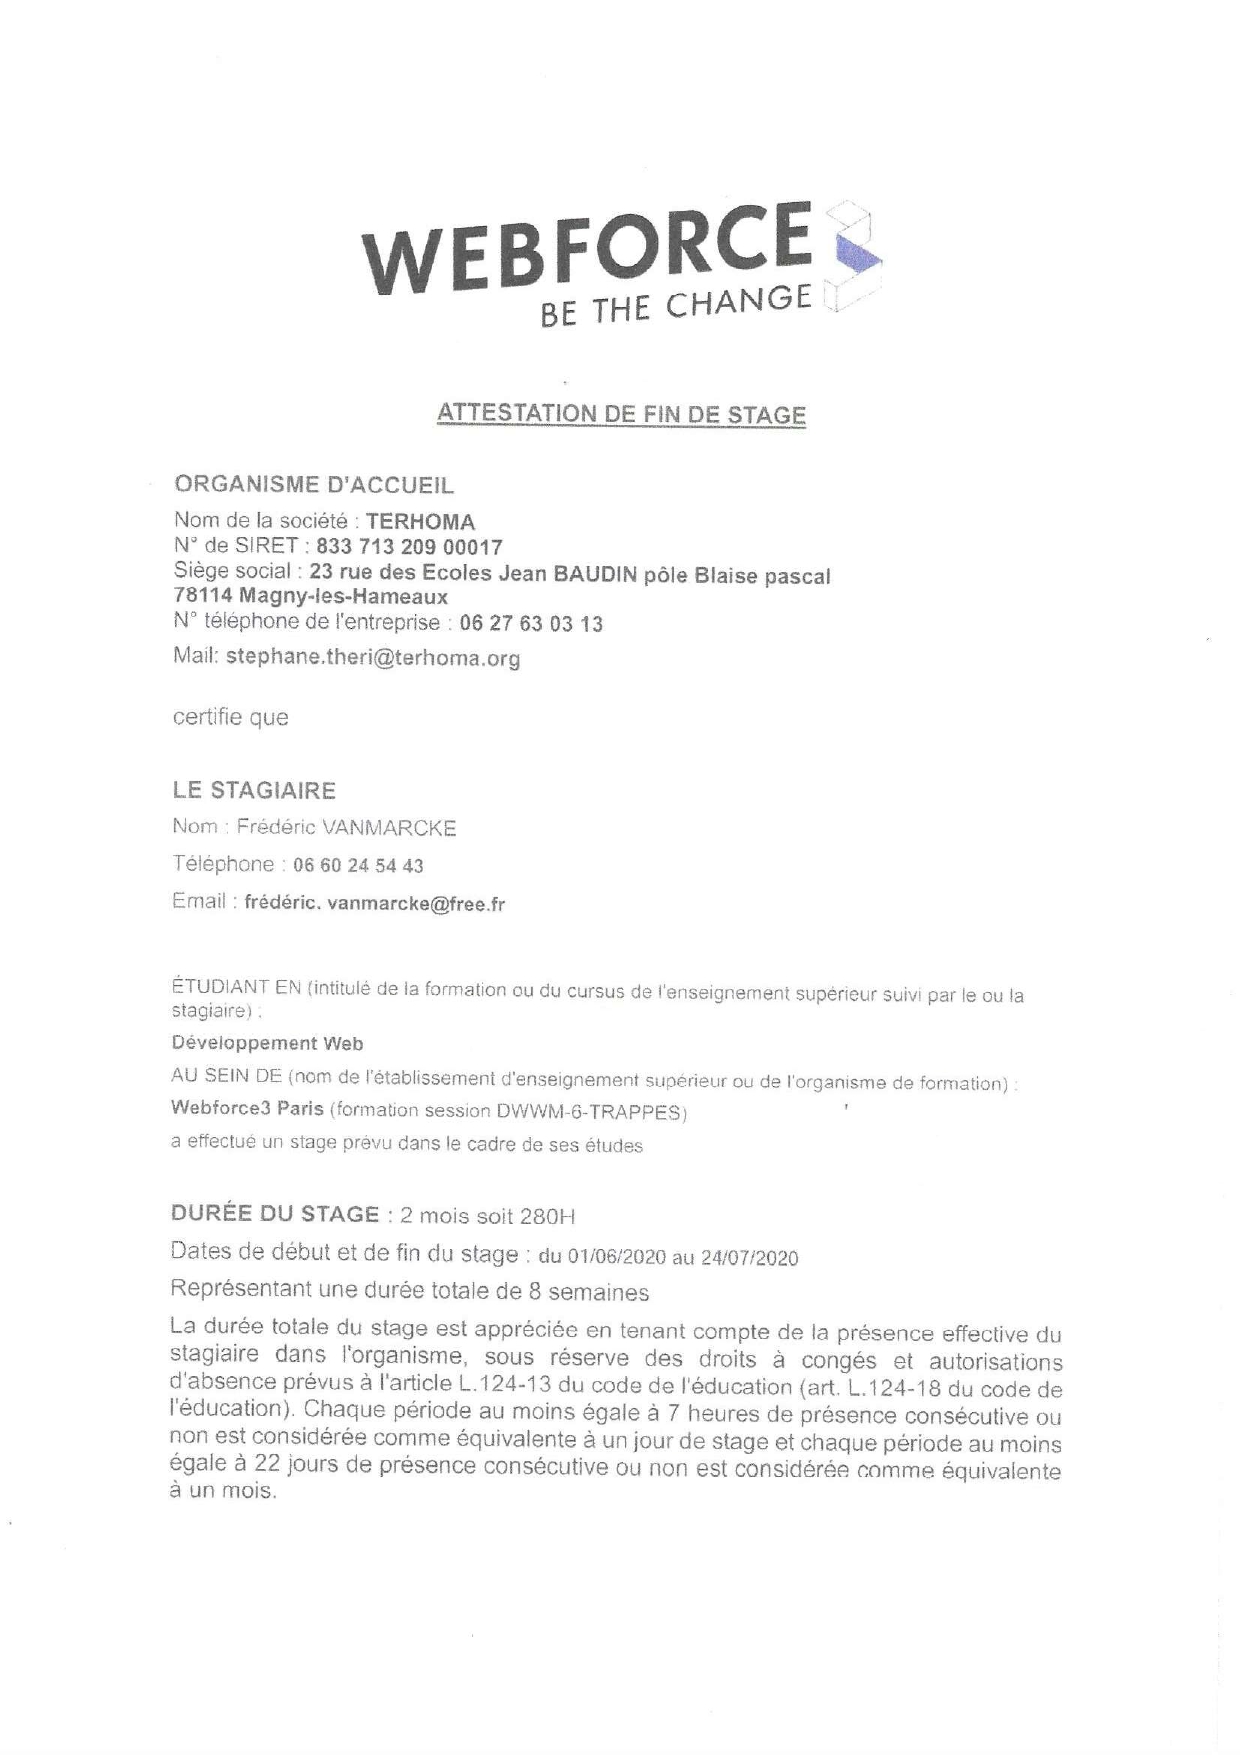 WEBFORCE
BE THE CHANGE
ATTESTATION DE FIN DE STAGE
ORGANISME D'ACCUEIL
Nom de la société : TERHOMA
N° de SIRET : 833 713 209 00017
Siège social : 23 rue des Ecoles Jean BAUDIN pôle Blaise pascal
78114 Magny-les-Hameaux
N° téléphone de l'entreprise : 06 27 63 03 13
Mail: stephane.theri@terhoma.org
certifie que
LE STAGIAIRE
Nom : Frédéric VANMARCKE
Téléphone : 06 60 24 54 43
Email : frédéric. vanmarcke@free.fr
ÉTUDIANT EN (intitulé de la formation ou du cursus de l'enseignement supérieur suivi par le ou la
stagiaire) :
Développement Web
AU SEIN DE (nom de l'établissement d'enseignement supérieur ou de l'organisme de formation) :
Webforce3 Paris (formation session DWWM-6-TRAPPES)
a effectué un stage prévu dans le cadre de ses études
DURÉE DU STAGE : 2 mois soit 280H
Dates de début et de fin du stage : du 01/06/2020 au 24/07/2020
Représentant une durée totale de 8 semaines
La durée totale du stage est appréciée en tenant compte de la présence effective du
stagiaire dans l'organisme, sous réserve des droits à congés et autorisations
d'absence prévus à l'article L.124-13 du code de l'éducation (art. L.124-18 du code de
l'éducation). Chaque période au moins égale à 7 heures de présence consécutive ou
non est considérée comme équivalente à un jour de stage et chaque période au moins
égale à 22 jours de présence consécutive ou non est considérée comme équivalente
à un mois.